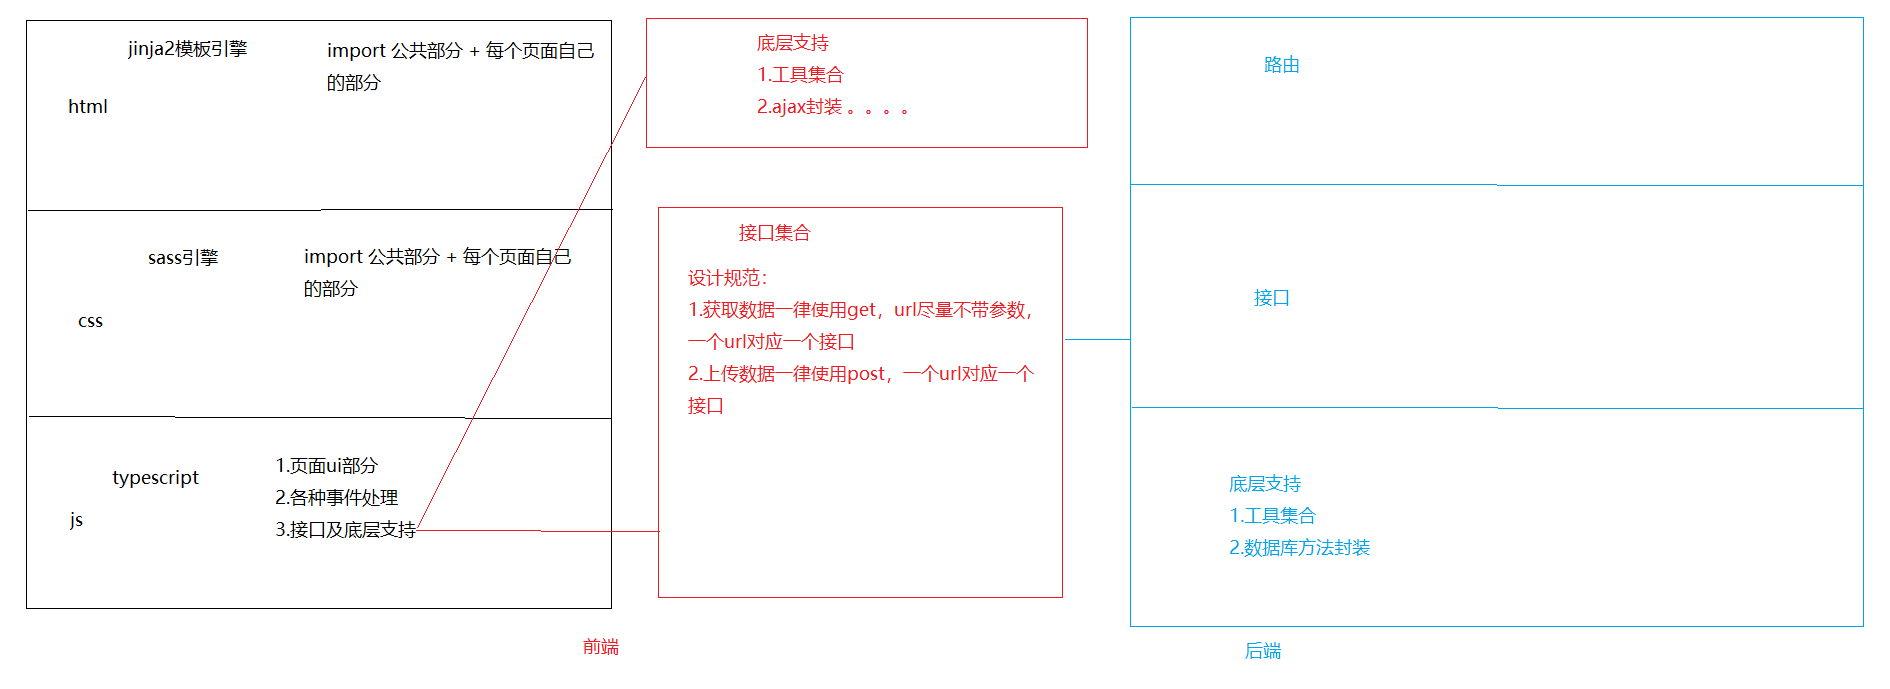 jinja2模板引擎
import 公共部分 + 每个页面自己
的部分
html
sass引擎
import 公共部分 + 每个页面自己
的部分
css
typescript
js
1.页面ui部分
2.各种事件处理
3.接口及底层支持
底层支持
1.工具集合
2.ajax封装 。。。。
接口集合
设计规范：
1.获取数据一律使用get，url尽量不带参数，
一个url对应一个接口
2.上传数据一律使用post，一个url对应一个
接口
前端
路由
接口
底层支持
1.工具集合
2.数据库方法封装
后端